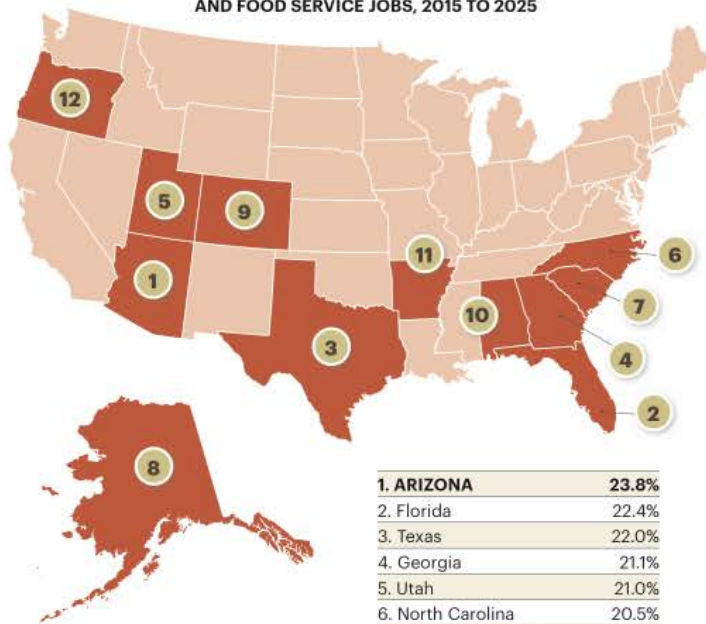 AND FOOD SERVICE JOBS, 2015 TO 2025
12
5
9
11
6
1
10
7
3
4
2
8
1. ARIZONA 23.8%
2. Florida 22.4%
3. Texas 22.0%
4. Georgia 21.1%
5. Utah 21.0%
6. North Carolina 20.5%